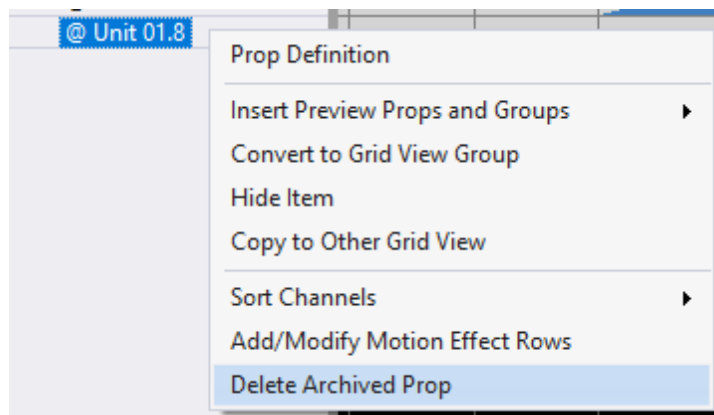 @ Unit 01.8
Prop Definition
Insert Preview Props and Groups
Convert to Grid View Group
Hide Item
Copy to Other Grid View
Sort Channels
Add/Modify Motion Effect Rows
Delete Archived Prop